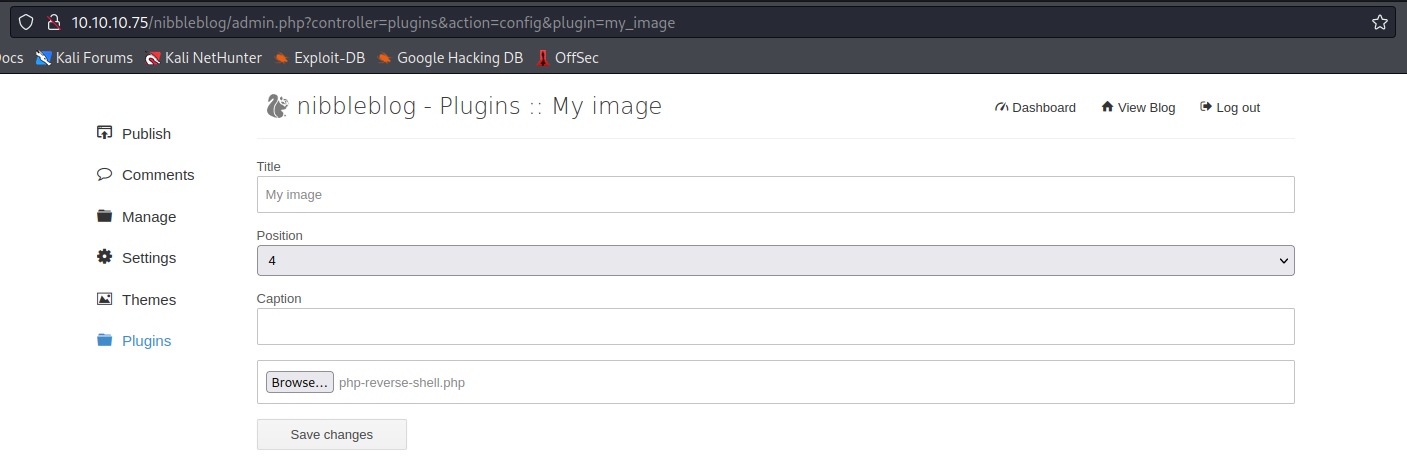 10.10.10.75/nibbleblog/admin.php?controller=plugins&action=config&plugin=my_image
ocs Kali Forums Kali NetHunter Exploit-DB Google Hacking DB OffSec
nibbleblog - Plugins :: My image
Dashboard View Blog Log out
Publish
Comments
Manage
Settings
Themes
Plugins
Title
My image
Position
4
Caption
Browse... php-reverse-shell.php
Save changes